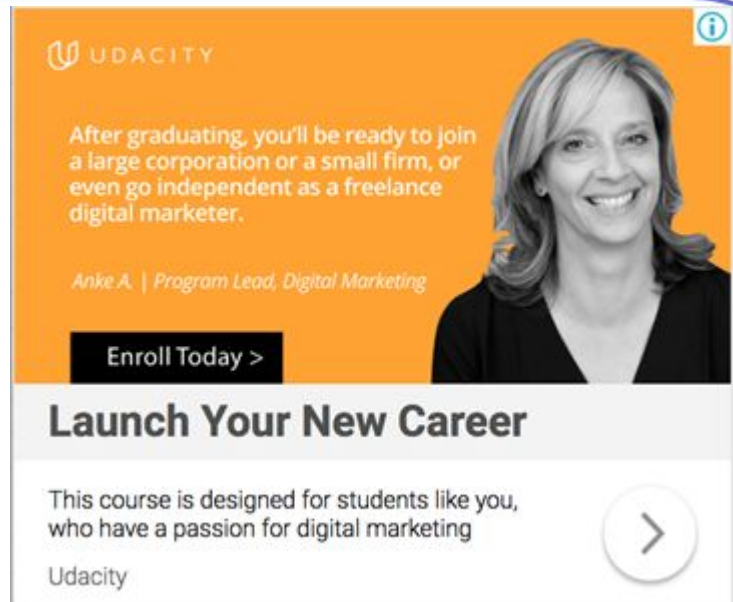 UDACITY
After graduating, you'll be ready to join
a large corporation or a small firm, or
even go independent as a freelance
digital marketer.
Anke A. | Program Lead, Digital Marketing
Enroll Today >
Launch Your New Career
This course is designed for students like you,
who have a passion for digital marketing
Udacity